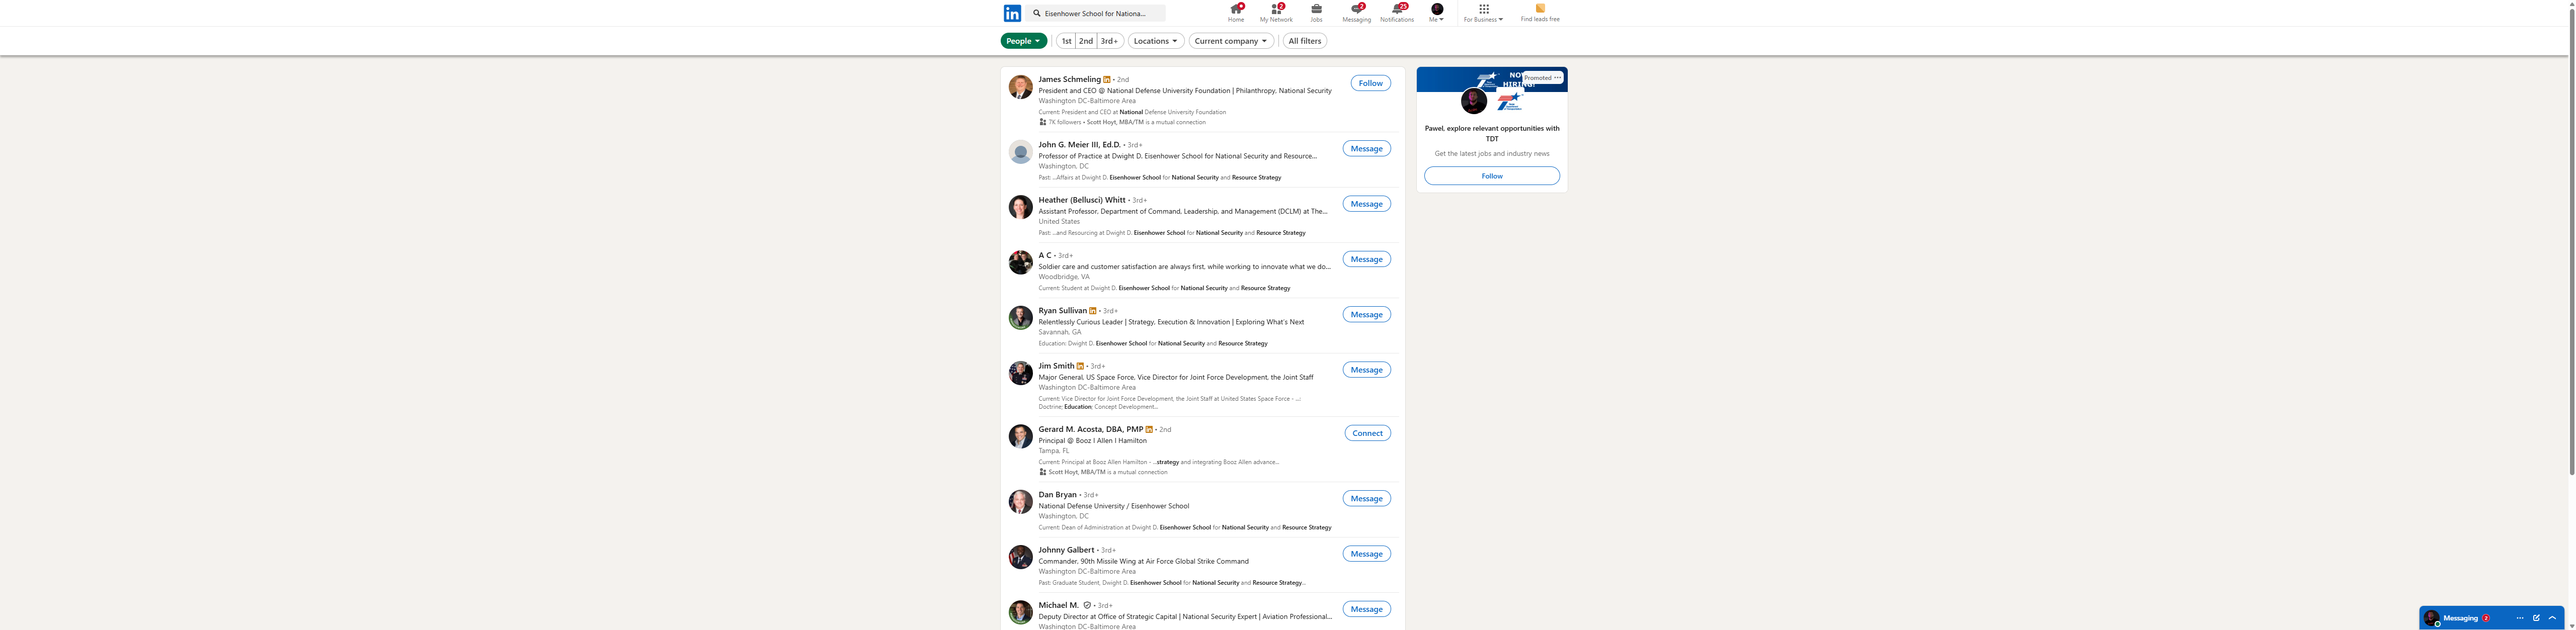 in
Eisenhower School for Nationa...
Home
2
My Network
Jobs
2
Messaging
25
Notifications
Me
For Business
Find leads free
People
1st
2nd
3rd+
Locations
Current company
All filters
James Schmeling in • 2nd
Follow
President and CEO @ National Defense University Foundation | Philanthropy, National Security
Washington DC-Baltimore Area
Current: President and CEO at National Defense University Foundation
7K followers • Scott Hoyt, MBA/TM is a mutual connection
John G. Meier III, Ed.D. • 3rd+
Message
Professor of Practice at Dwight D. Eisenhower School for National Security and Resource...
Washington, DC
Past: ...Affairs at Dwight D. Eisenhower School for National Security and Resource Strategy
Heather (Bellusci) Whitt • 3rd+
Message
Assistant Professor, Department of Command, Leadership, and Management (DCLM) at The...
United States
Past: ...and Resourcing at Dwight D. Eisenhower School for National Security and Resource Strategy
A C • 3rd+
Message
Soldier care and customer satisfaction are always first, while working to innovate what we do...
Woodbridge, VA
Current: Student at Dwight D. Eisenhower School for National Security and Resource Strategy
Ryan Sullivan in • 3rd+
Message
Relentlessly Curious Leader | Strategy, Execution & Innovation | Exploring What's Next
Savannah, GA
Education: Dwight D. Eisenhower School for National Security and Resource Strategy
Jim Smith in • 3rd+
Message
Major General, US Space Force, Vice Director for Joint Force Development, the Joint Staff
Washington DC-Baltimore Area
Current: Vice Director for Joint Force Development, the Joint Staff at United States Space Force - ...:
Doctrine; Education; Concept Development...
Gerard M. Acosta, DBA, PMP in • 2nd
Connect
Principal @ Booz | Allen | Hamilton
Tampa, FL
Current: Principal at Booz Allen Hamilton - ...strategy and integrating Booz Allen advance...
Scott Hoyt, MBA/TM is a mutual connection
Dan Bryan • 3rd+
Message
National Defense University / Eisenhower School
Washington, DC
Current: Dean of Administration at Dwight D. Eisenhower School for National Security and Resource Strategy
Johnny Galbert • 3rd+
Message
Commander, 90th Missile Wing at Air Force Global Strike Command
Washington DC-Baltimore Area
Past: Graduate Student, Dwight D. Eisenhower School for National Security and Resource Strategy...
Michael M. • 3rd+
Message
Deputy Director at Office of Strategic Capital | National Security Expert | Aviation Professional...
Washington DC-Baltimore Area
Promoted ...
Pawel, explore relevant opportunities with
TDT
Get the latest jobs and industry news
Follow
Messaging 2